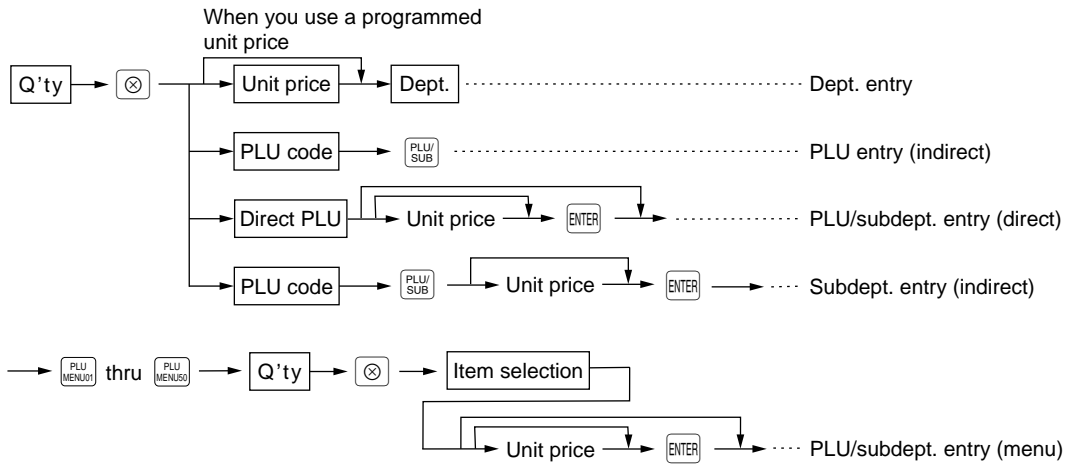 When you use a programmed
unit price
Q'ty ⊗ Unit price Dept. Dept. entry
PLU code PLU/SUB PLU entry (indirect)
Direct PLU Unit price ENTER PLU/subdept. entry (direct)
PLU code PLU/SUB Unit price ENTER Subdept. entry (indirect)
PLU MENU01 thru PLU MENU50 Q'ty ⊗ Item selection
Unit price ENTER PLU/subdept. entry (menu)